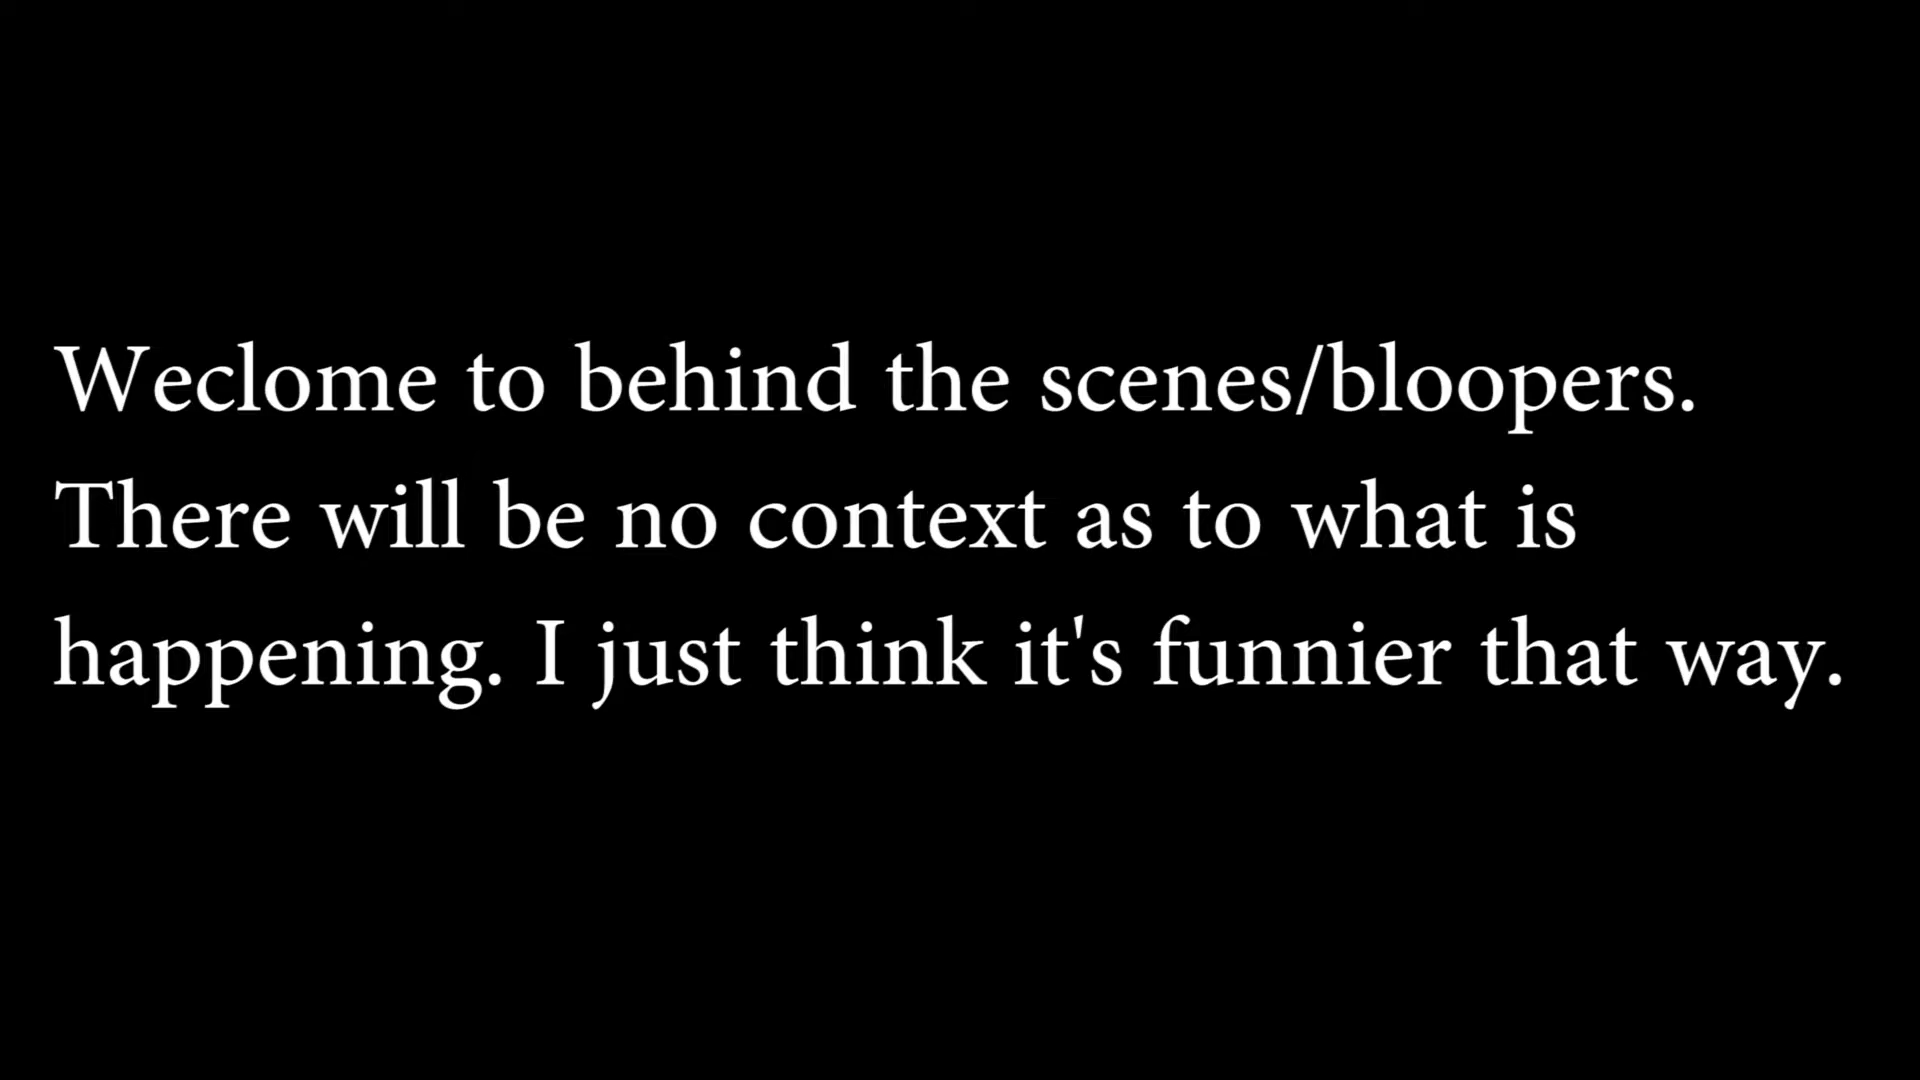 Weclome to behind the scenes/bloopers.
There will be no context as to what is
happening. I just think it's funnier that way.